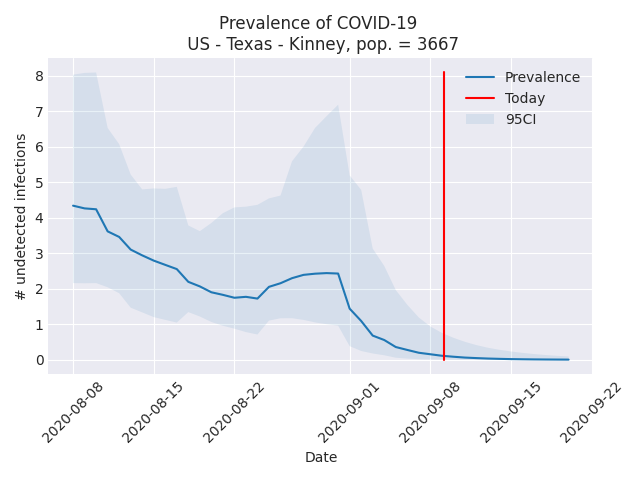 Prevalence of COVID-19
US - Texas - Kinney, pop. = 3667
Prevalence
Today
95CI
# undetected infections
8
7
6
5
4
3
2
1
0
2020-08-08
2020-08-15
2020-08-22
2020-09-01
2020-09-08
2020-09-15
2020-09-22
Date